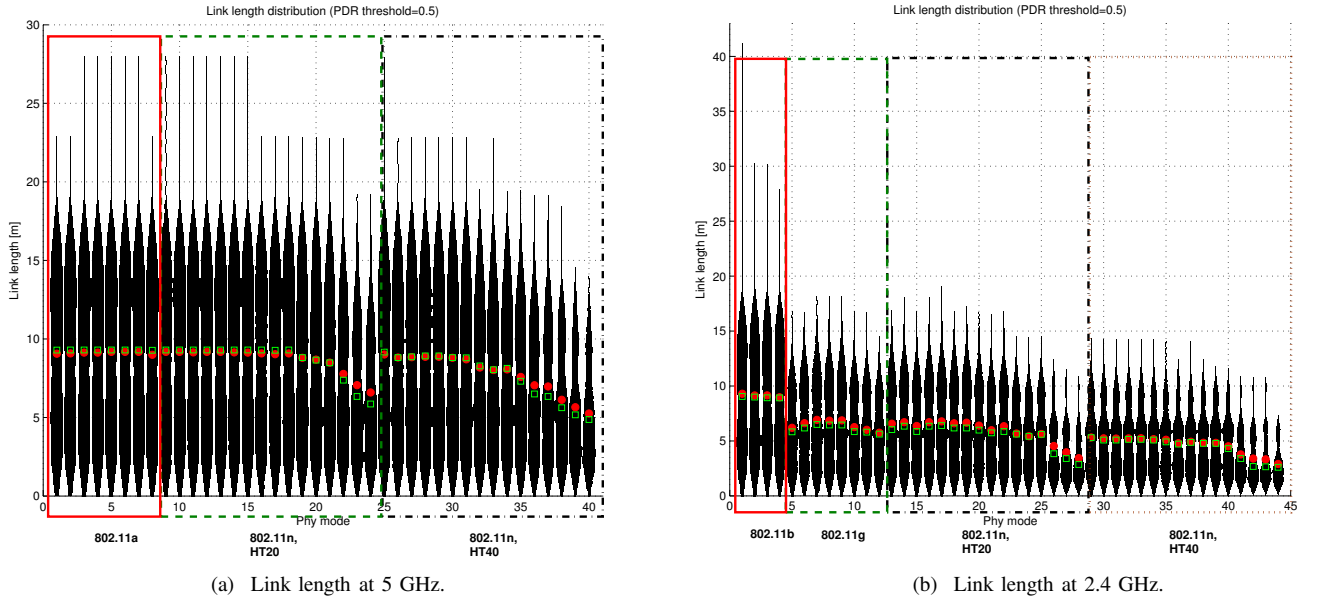 Link length distribution (PDR threshold=0.5)
30
25
20
15
10
5
0
Link length [m]
5 10 15 20 25 30 35 40
Phy mode
802.11a
802.11n,
HT20
802.11n,
HT40
(a) Link length at 5 GHz.
Link length distribution (PDR threshold=0.5)
40
35
30
25
20
15
10
5
0
Link length [m]
5 10 15 20 25 30 35 40 45
Phy mode
802.11b
802.11g
802.11n,
HT20
802.11n,
HT40
(b) Link length at 2.4 GHz.